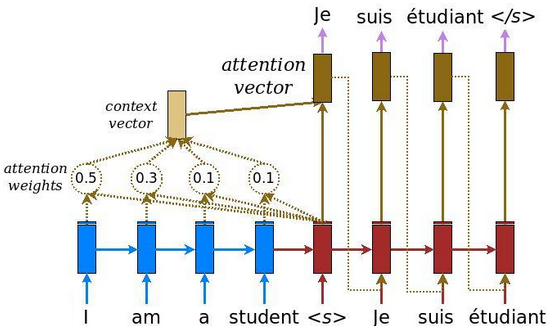 Je suis étudiant </s>
attention
vector
context
vector
attention
weights
0.5 0.3 0.1 0.1
I am a student <s> Je suis étudiant